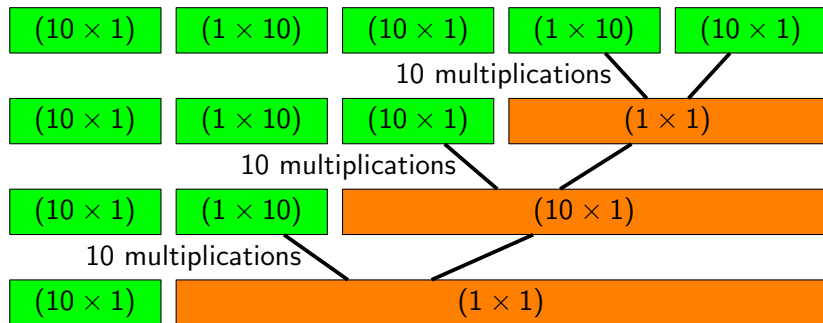 (10 × 1) (1 × 10) (10 × 1) (1 × 10) (10 × 1)
10 multiplications
(10 × 1) (1 × 10) (10 × 1) (1 × 1)
10 multiplications
(10 × 1) (1 × 10) (10 × 1)
10 multiplications
(10 × 1) (1 × 1)